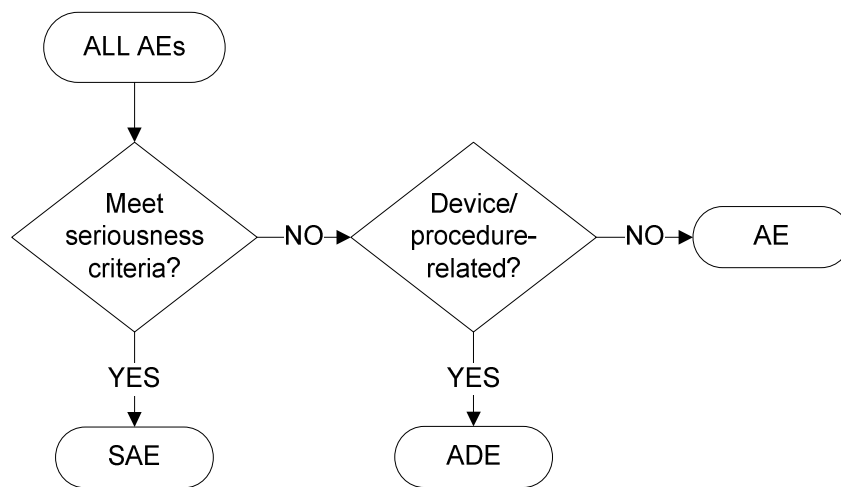 ALL AEs
Meet
seriousness
criteria?
NO
Device/
procedure-
related?
NO
AE
YES
YES
SAE
ADE